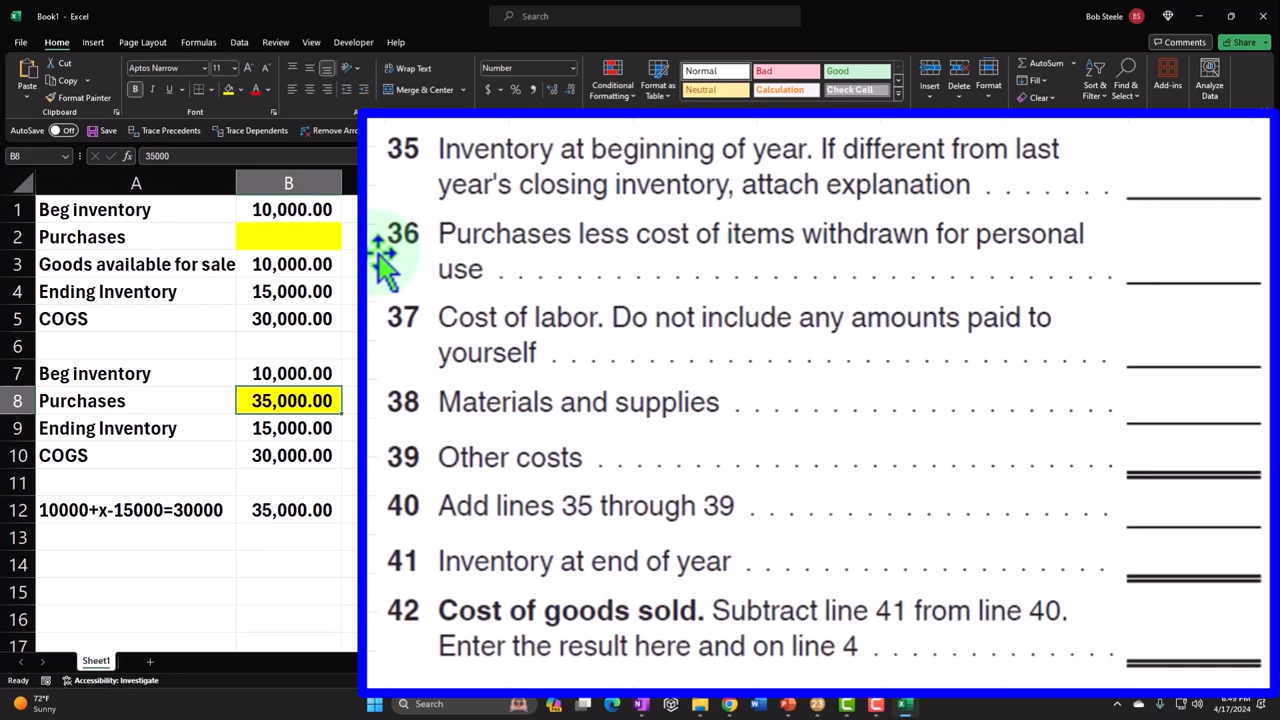 Book1 - Excel
Search
Bob Steele BS
File Home Insert Page Layout Formulas Data Review View Developer Help
Comments Share
Paste
Cut
Copy
Format Painter
Clipboard
Aptos Narrow 11
B I U
Wrap Text
Merge & Center
Number
$ %
Conditional Formatting
Format as Table
Normal Bad Good
Neutral Calculation Check Cell
Insert Delete Format
AutoSum
Fill
Clear
Sort & Filter
Find & Select
Add-ins
Analyze Data
AutoSave Off Save Trace Precedents Trace Dependents Remove Arro
B8 fx 35000
A B
1 Beg inventory 10,000.00
2 Purchases
3 Goods available for sale 10,000.00
4 Ending Inventory 15,000.00
5 COGS 30,000.00
6
7 Beg inventory 10,000.00
8 Purchases 35,000.00
9 Ending Inventory 15,000.00
10 COGS 30,000.00
11
12 10000+x-15000=30000 35,000.00
13
14
15
16
17
35 Inventory at beginning of year. If different from last
year's closing inventory, attach explanation . . . . . . .
36 Purchases less cost of items withdrawn for personal
use . . . . . . . . . . . . . . . . . . . . . . . .
37 Cost of labor. Do not include any amounts paid to
yourself . . . . . . . . . . . . . . . . . . . . . .
38 Materials and supplies . . . . . . . . . . . . . . .
39 Other costs . . . . . . . . . . . . . . . . . . . .
40 Add lines 35 through 39 . . . . . . . . . . . . . .
41 Inventory at end of year . . . . . . . . . . . . . .
42 Cost of goods sold. Subtract line 41 from line 40.
Enter the result here and on line 4 . . . . . . . . . .
Sheet1
Ready Accessibility: Investigate
72°F
Sunny
Search
4/17/2024